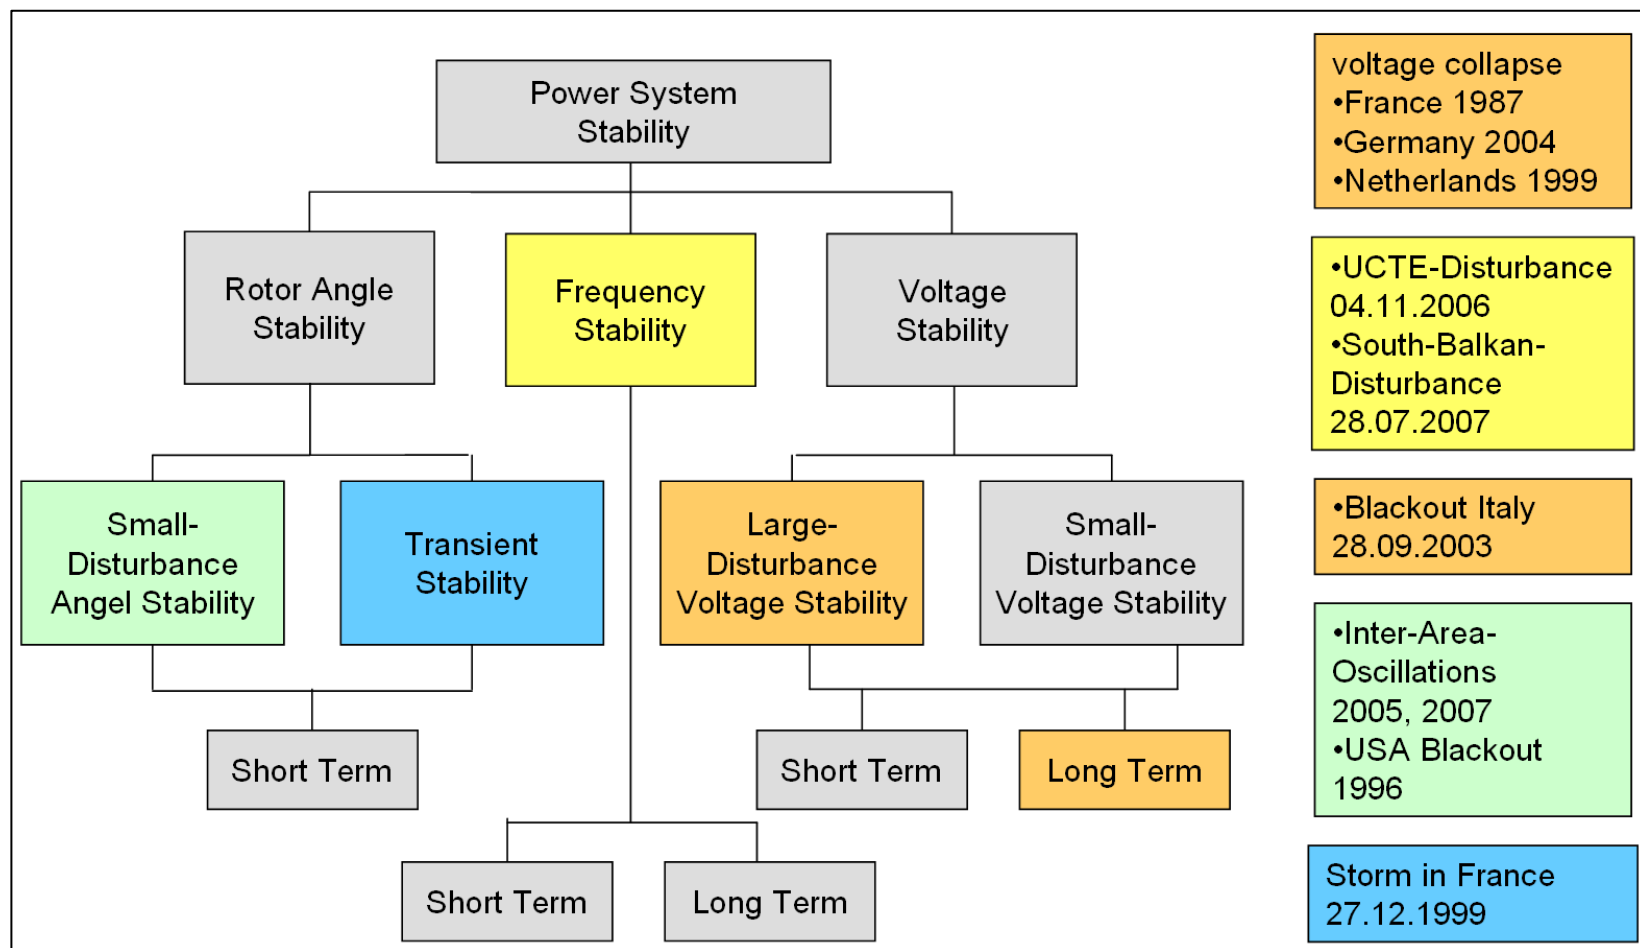 Power System
Stability
Rotor Angle
Stability
Frequency
Stability
Voltage
Stability
Small-
Disturbance
Angel Stability
Transient
Stability
Large-
Disturbance
Voltage Stability
Small-
Disturbance
Voltage Stability
Short Term
Short Term
Long Term
Short Term
Long Term
voltage collapse
•France 1987
•Germany 2004
•Netherlands 1999
•UCTE-Disturbance
04.11.2006
•South-Balkan-
Disturbance
28.07.2007
•Blackout Italy
28.09.2003
•Inter-Area-
Oscillations
2005, 2007
•USA Blackout
1996
Storm in France
27.12.1999